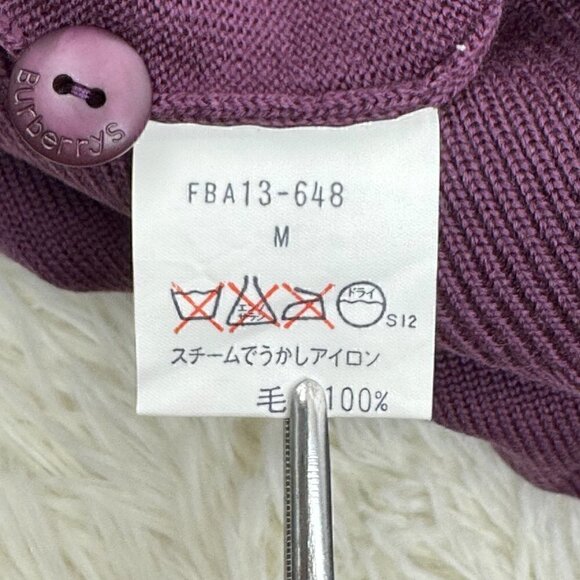 Burberrys
FBA13-648
M
エンソ
サラシ
ドライ
S12
スチームでうかしアイロン
毛 100%